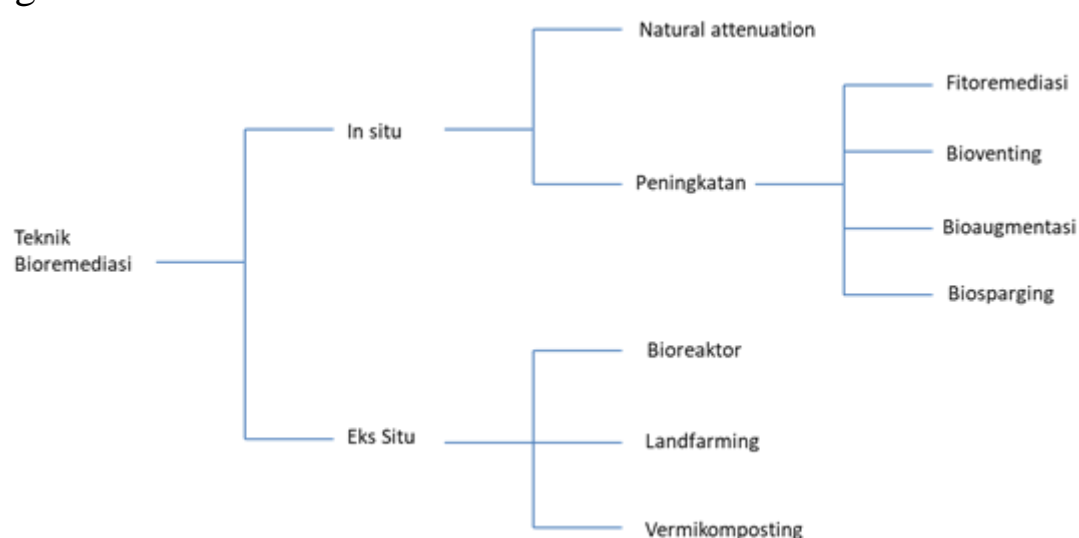 Natural attenuation
Fitoremediasi
In situ
Bioventing
Peningkatan
Bioaugmentasi
Teknik
Bioremediasi
Biosparging
Bioreaktor
Eks Situ
Landfarming
Vermikomposting